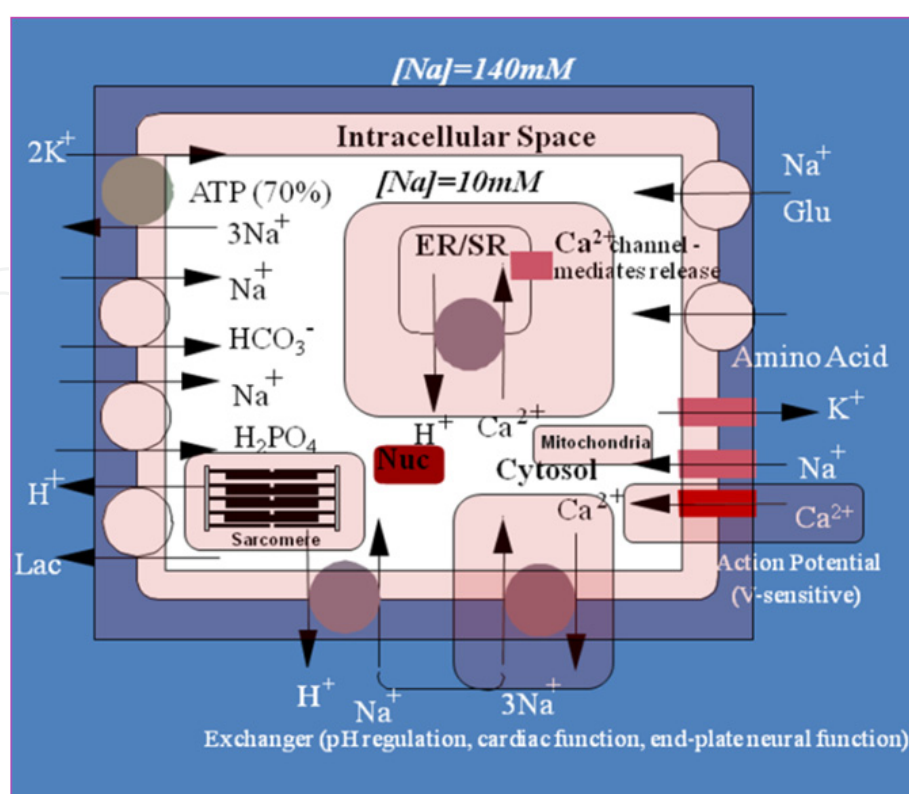 [Na]=140mM
Intracellular Space
[Na]=10mM
2K⁺
ATP (70%)
3Na⁺
Na⁺
HCO₃⁻
Na⁺
H₂PO₄
H⁺
Lac
Sarcomere
ER/SR
Ca²⁺ channel -
mediates release
H⁺
Ca²⁺
Nuc
Mitochondria
Cytosol
Ca²⁺
Na⁺
Glu
Amino Acid
K⁺
Na⁺
Ca²⁺
Action Potential
(V-sensitive)
H⁺
Na⁺
3Na⁺
Exchanger (pH regulation, cardiac function, end-plate neural function)